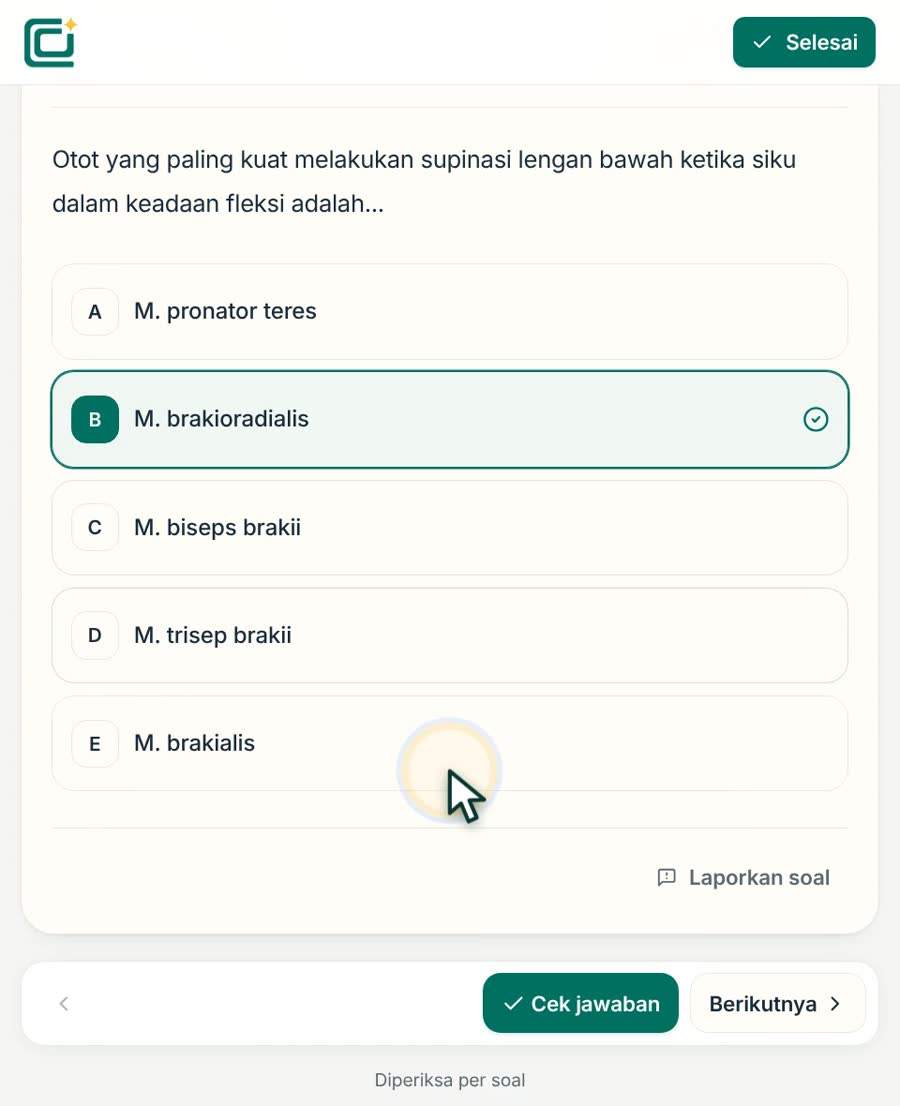 Selesai
Otot yang paling kuat melakukan supinasi lengan bawah ketika siku
dalam keadaan fleksi adalah...
A M. pronator teres
B M. brakioradialis
C M. biseps brakii
D M. trisep brakii
E M. brakialis
Laporkan soal
Cek jawaban
Berikutnya
Diperiksa per soal